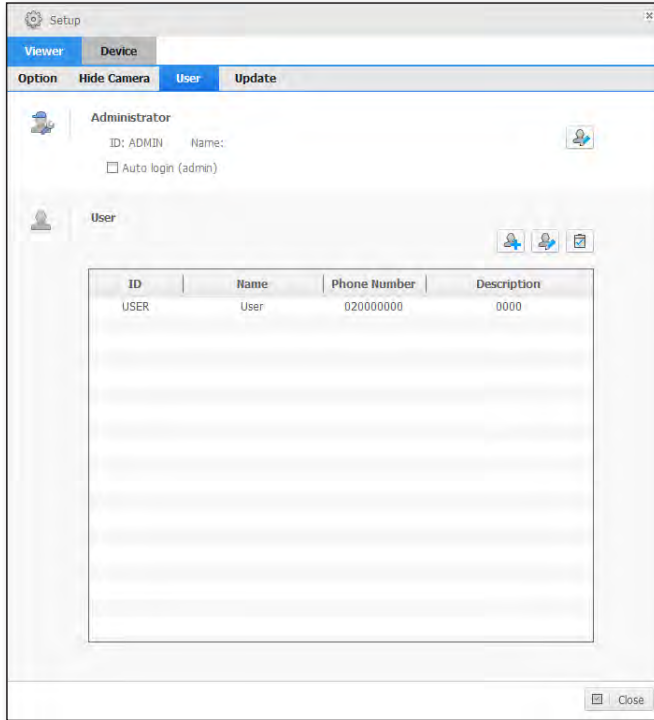 Setup
Viewer Device
Option Hide Camera User Update
Administrator
ID: ADMIN Name:
Auto login (admin)
User
ID Name Phone Number Description
USER User 020000000 0000
Close